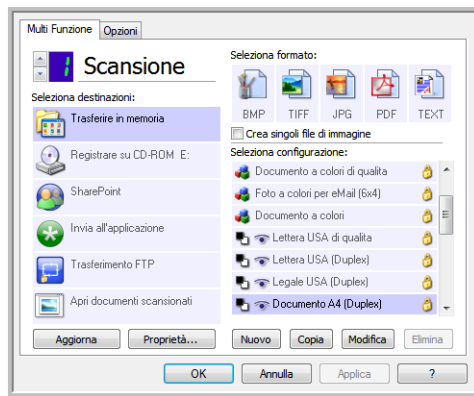 Multi Funzione
Opzioni
1
Scansione
Seleziona destinazioni:
Trasferire in memoria
Registrare su CD-ROM E:
SharePoint
Invia all'applicazione
Trasferimento FTP
Apri documenti scansionati
Aggiorna
Proprietà...
Seleziona formato:
BMP
TIFF
JPG
PDF
TEXT
Crea singoli file di immagine
Seleziona configurazione:
Documento a colori di qualita
Foto a colori per eMail (6x4)
Documento a colori
Lettera USA di qualita
Lettera USA (Duplex)
Legale USA (Duplex)
Documento A4 (Duplex)
Nuovo
Copia
Modifica
Elimina
OK
Annulla
Applica
?